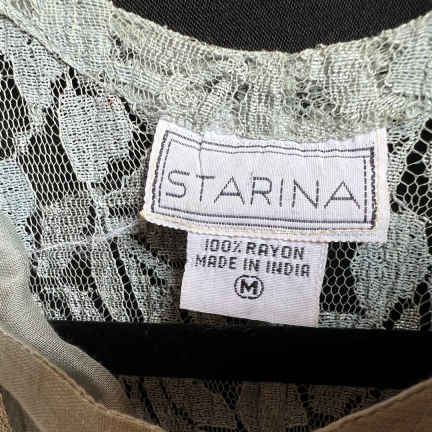 STARINA
100% RAYON
MADE IN INDIA
M